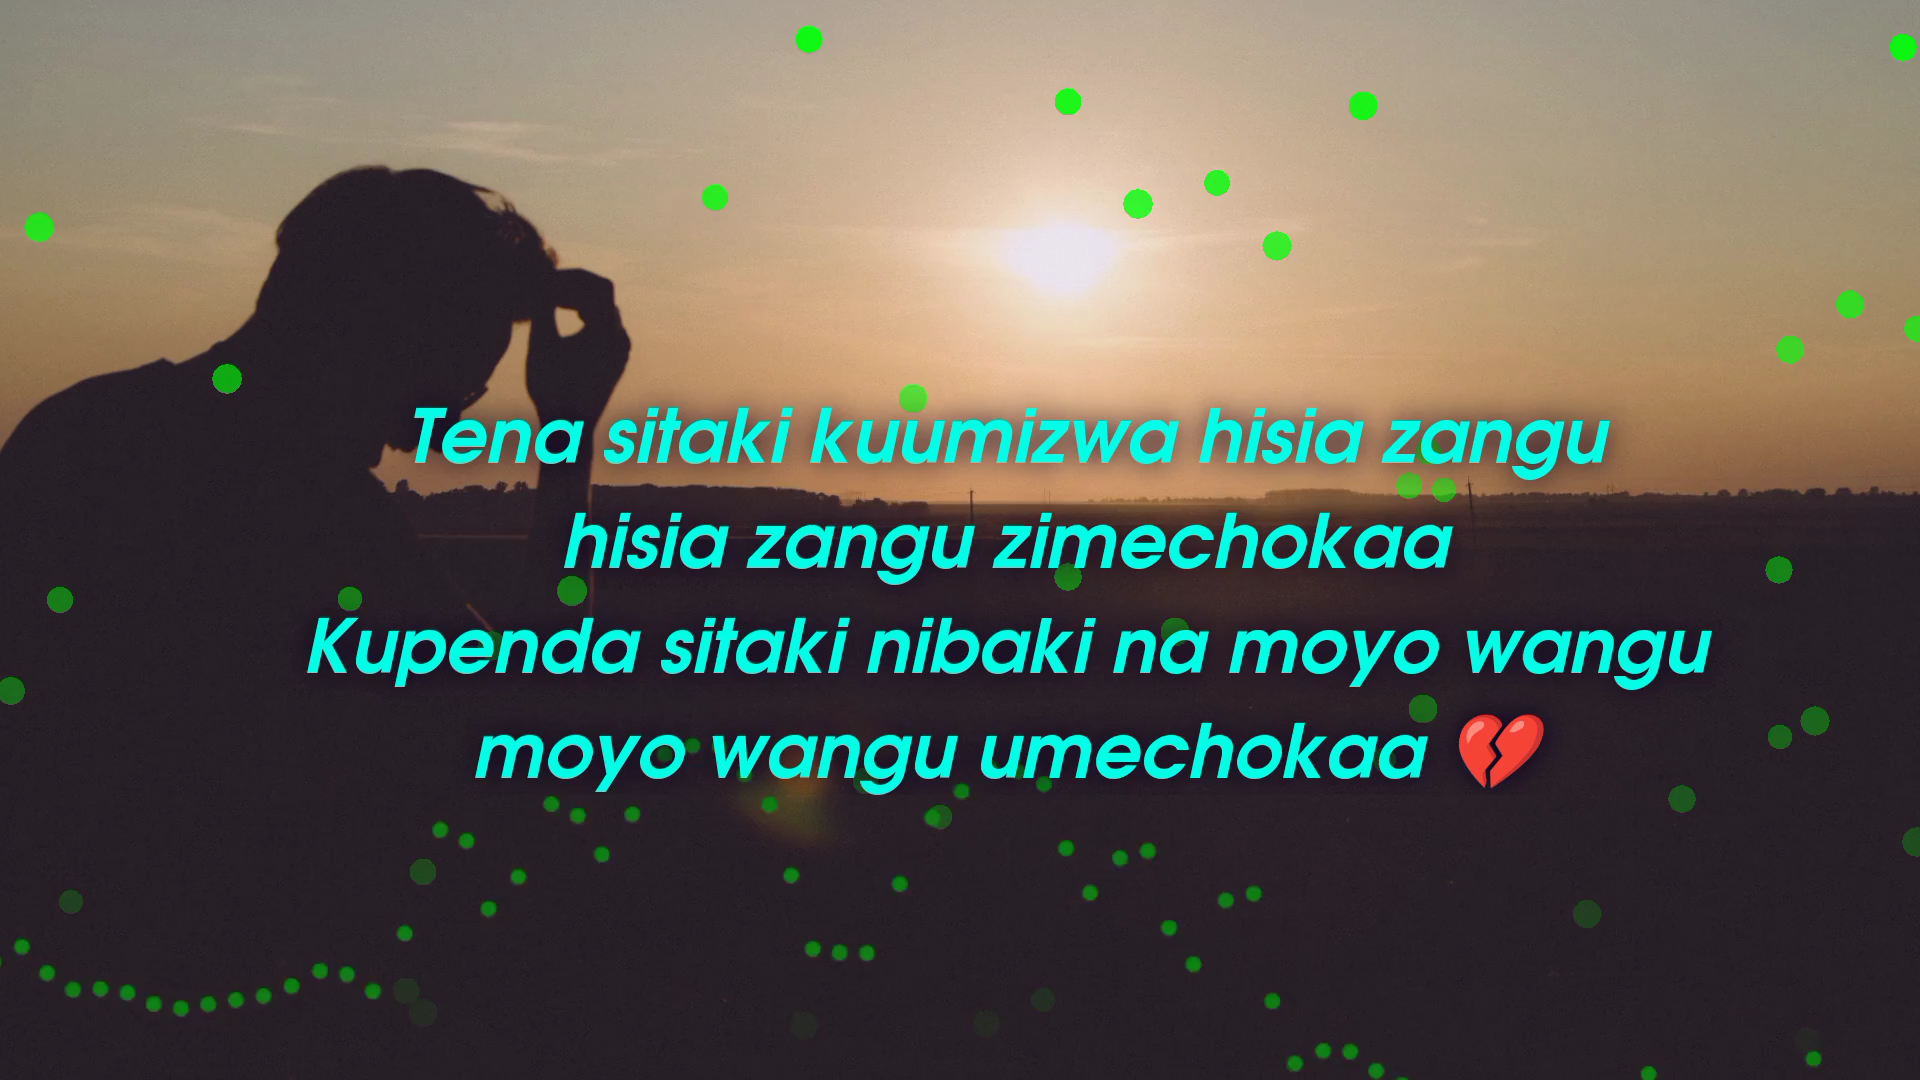 Tena sitaki kuumizwa hisia zangu
hisia zangu zimechokaa
Kupenda sitaki nibaki na moyo wangu
moyo wangu umechokaa 💔